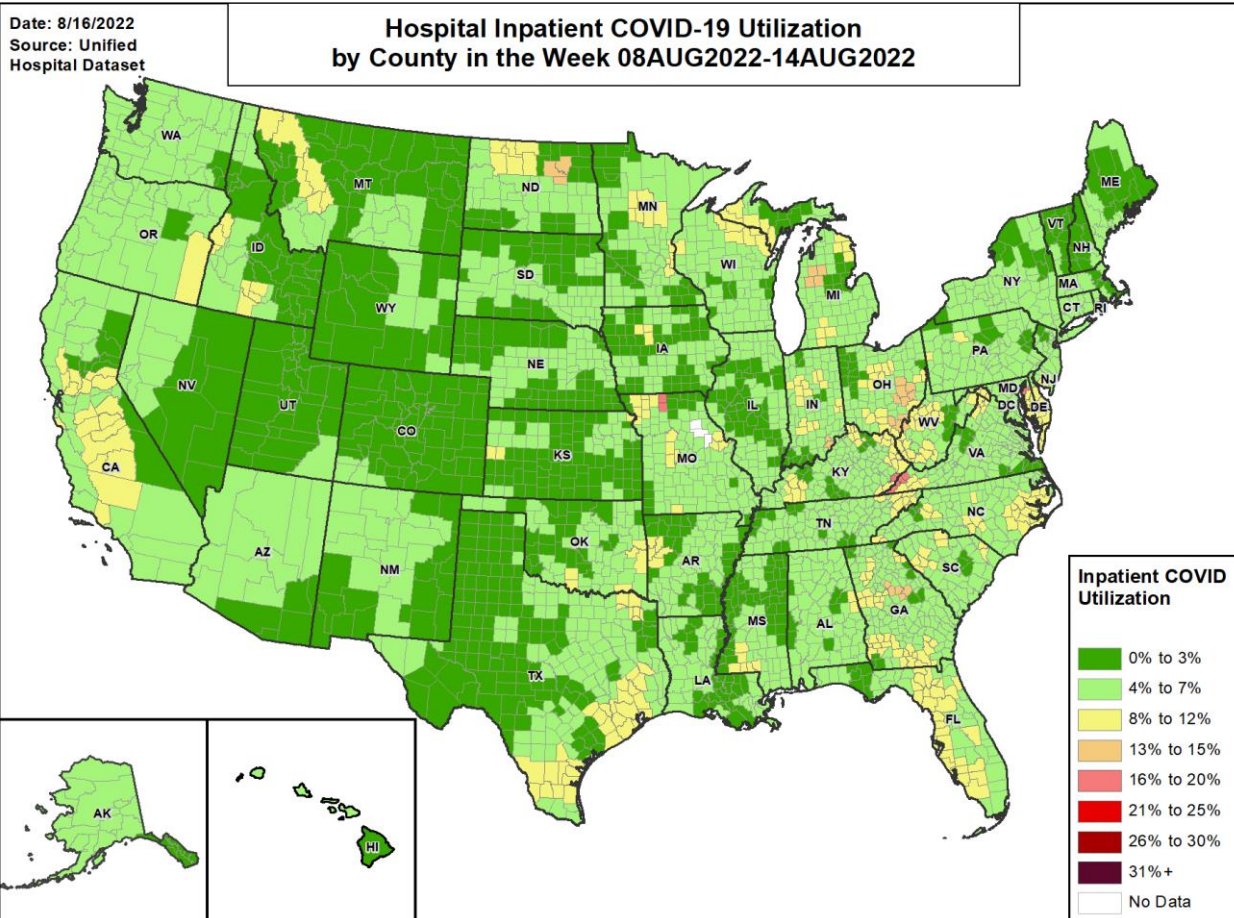 Date: 8/16/2022
Source: Unified
Hospital Dataset
Hospital Inpatient COVID-19 Utilization
by County in the Week 08AUG2022-14AUG2022
WA
MT
ND
MN
ME
OR
ID
SD
WI
MI
VT
NH
NY
MA
CT
RI
WY
NE
IA
PA
NJ
NV
UT
CO
KS
MO
IL
IN
OH
MD
DC
DE
WV
VA
KY
CA
AZ
NM
OK
AR
TN
NC
SC
TX
LA
MS
AL
GA
FL
AK
HI
Inpatient COVID
Utilization
0% to 3%
4% to 7%
8% to 12%
13% to 15%
16% to 20%
21% to 25%
26% to 30%
31%+
No Data